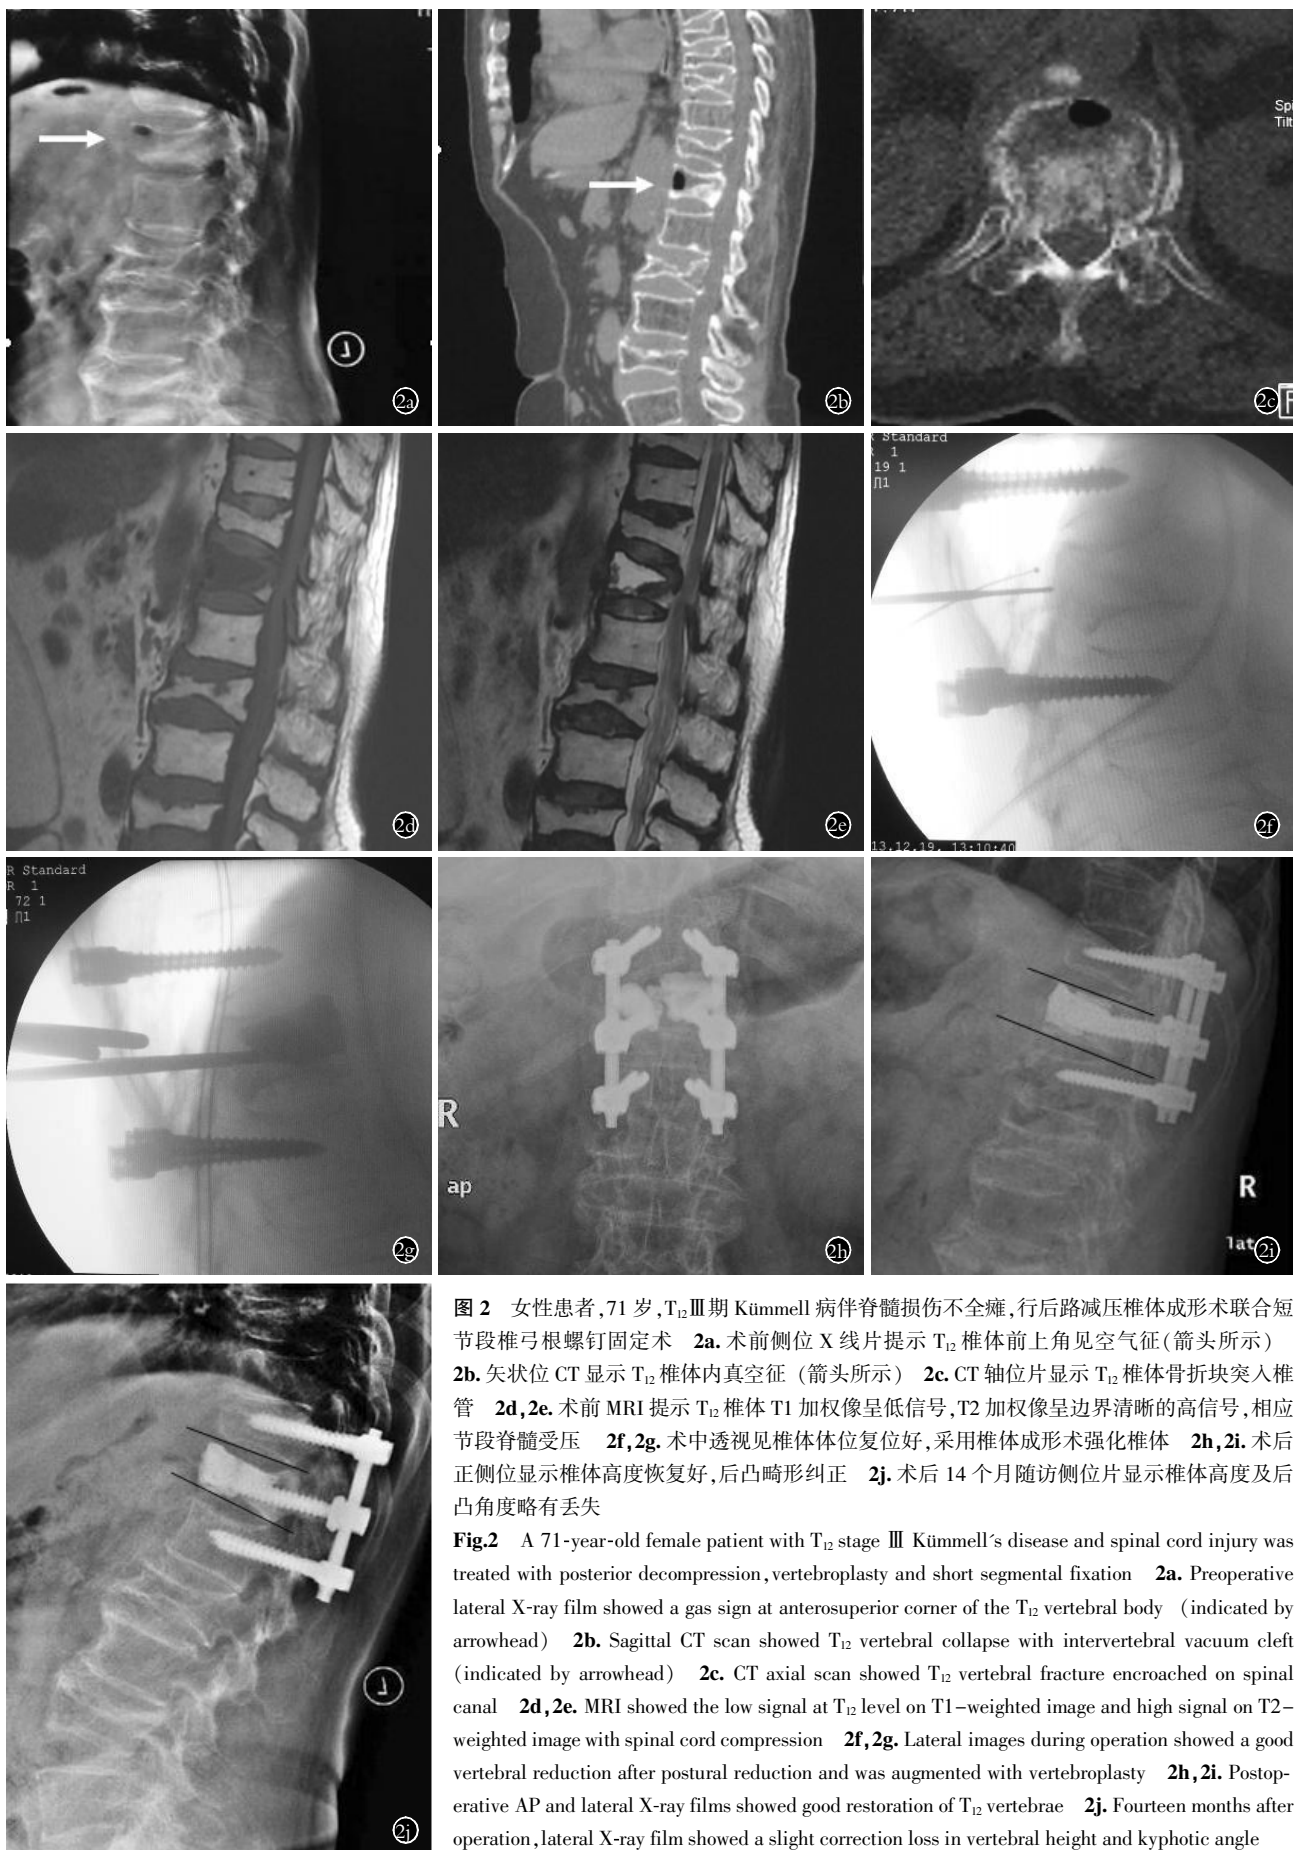 Spi
Tilt
2a
2b
2c
R Standard
R 1
19 1
2d
2e
2f
13.12.19. 13:10:40
R Standard
R 1
72 1
R
ap
R
lat
2g
2h
2i
2j
图 2 女性患者,71 岁,T12Ⅲ期 Kümmell 病伴脊髓损伤不全瘫,行后路减压椎体成形术联合短
节段椎弓根螺钉固定术 2a. 术前侧位 X 线片提示 T12 椎体前上角见空气征(箭头所示)
2b. 矢状位 CT 显示 T12 椎体内真空征 (箭头所示) 2c. CT 轴位片显示 T12 椎体骨折块突入椎
管 2d,2e. 术前 MRI 提示 T12 椎体 T1 加权像呈低信号,T2 加权像呈边界清晰的高信号,相应
节段脊髓受压 2f,2g. 术中透视见椎体体位复位好,采用椎体成形术强化椎体 2h,2i. 术后
正侧位显示椎体高度恢复好,后凸畸形纠正 2j. 术后 14 个月随访侧位片显示椎体高度及后
凸角度略有丢失
Fig.2 A 71-year-old female patient with T12 stage Ⅲ Kümmell´s disease and spinal cord injury was
treated with posterior decompression,vertebroplasty and short segmental fixation 2a. Preoperative
lateral X-ray film showed a gas sign at anterosuperior corner of the T12 vertebral body (indicated by
arrowhead) 2b. Sagittal CT scan showed T12 vertebral collapse with intervertebral vacuum cleft
(indicated by arrowhead) 2c. CT axial scan showed T12 vertebral fracture encroached on spinal
canal 2d,2e. MRI showed the low signal at T12 level on T1-weighted image and high signal on T2-
weighted image with spinal cord compression 2f,2g. Lateral images during operation showed a good
vertebral reduction after postural reduction and was augmented with vertebroplasty 2h,2i. Postop-
erative AP and lateral X-ray films showed good restoration of T12 vertebrae 2j. Fourteen months after
operation,lateral X-ray film showed a slight correction loss in vertebral height and kyphotic angle